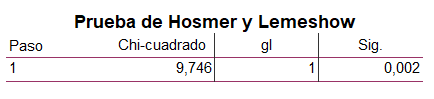 Prueba de Hosmer y Lemeshow
Paso Chi-cuadrado gl Sig.
1 9,746 1 0,002